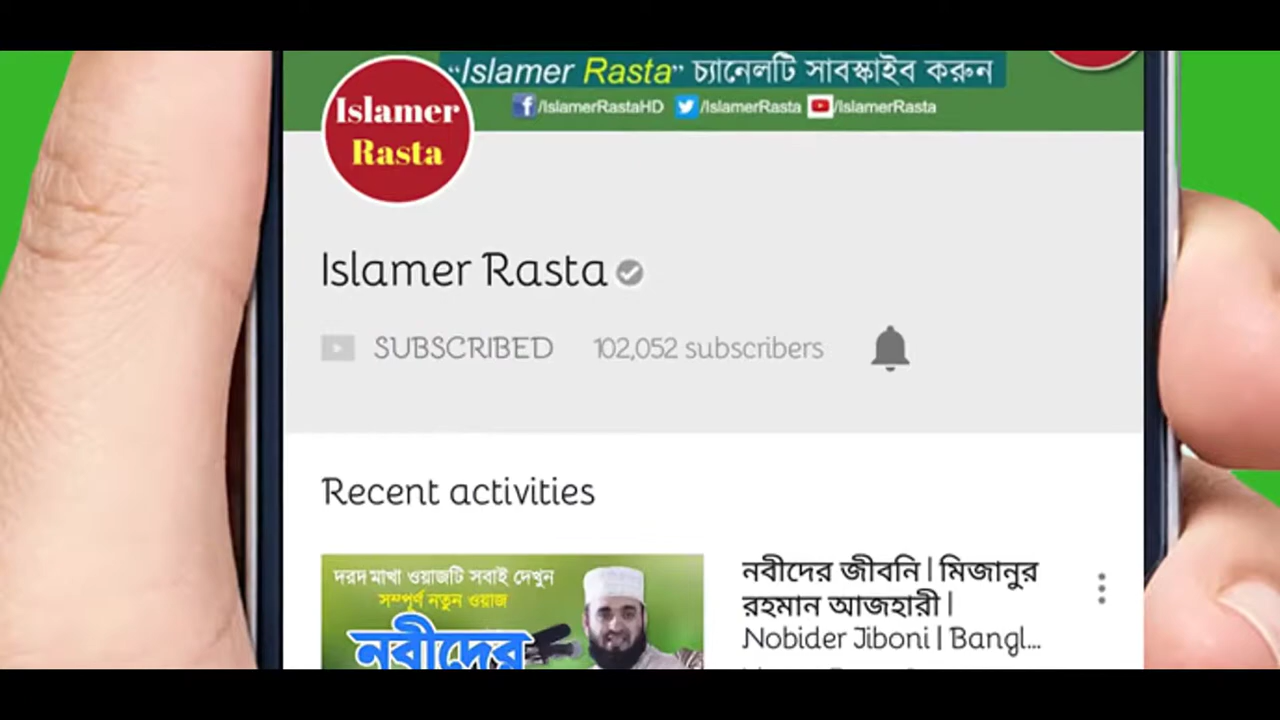 “Islamer Rasta” চ্যানেলটি সাবস্ক্রাইব করুন
/IslamerRastaHD /IslamerRasta /IslamerRasta
Islamer
Rasta
Islamer Rasta
SUBSCRIBED 102,052 subscribers
Recent activities
দরদ মাখা ওয়াজটি সবাই দেখুন
সম্পূর্ণ নতুন ওয়াজ
নবীদের
নবীদের জীবনি | মিজানুর
রহমান আজহারী |
Nobider Jiboni | Bangl...